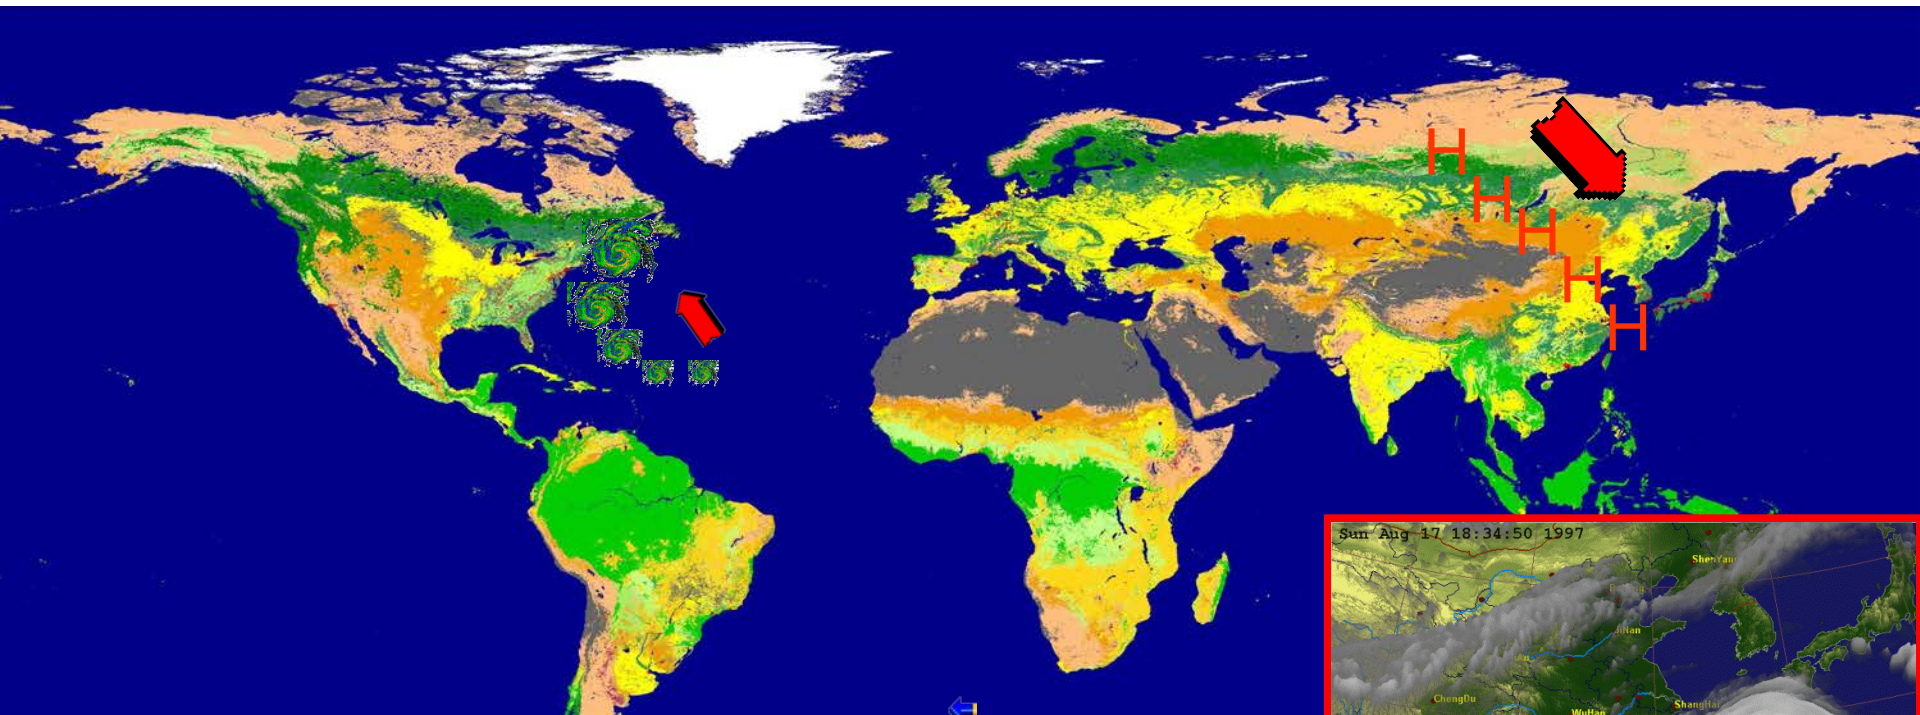 H
H
H
H
H
Sun Aug 17 18:34:50 1997
ShenYang
JiNan
ChengDu
ShangHai
WuHan